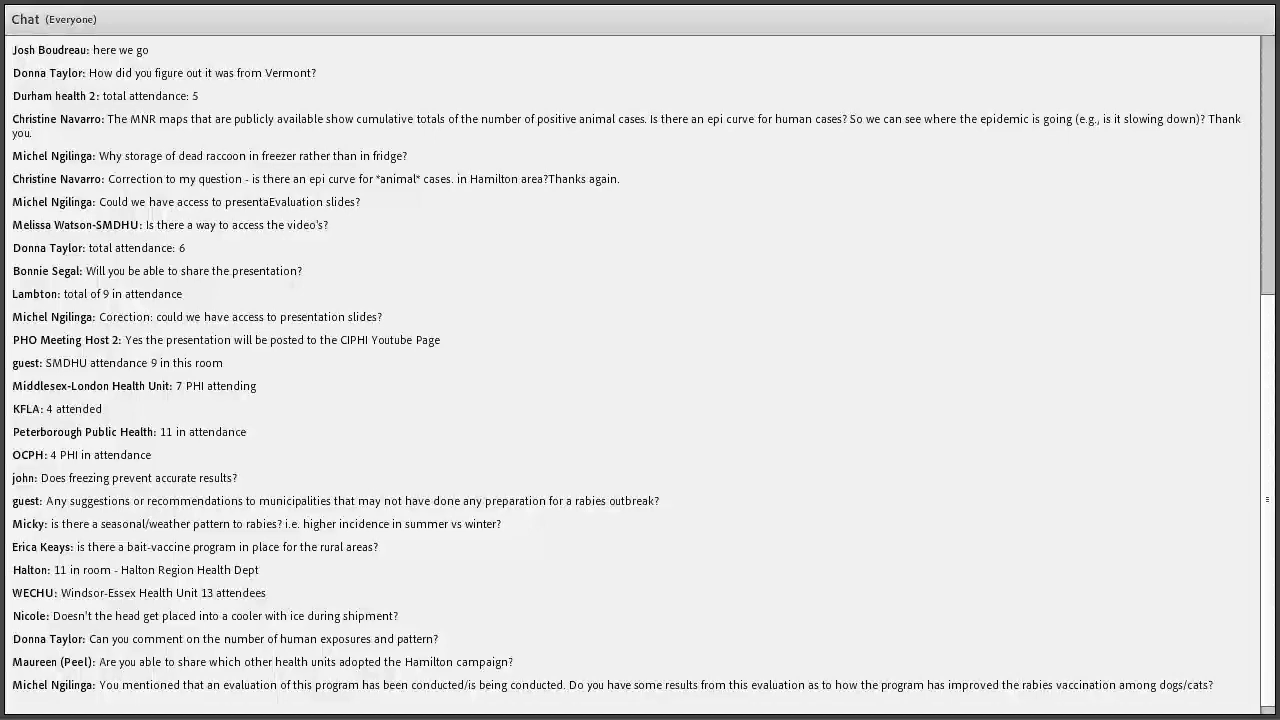 Chat (Everyone)
Josh Boudreau: here we go
Donna Taylor: How did you figure out it was from Vermont?
Durham health 2: total attendance: 5
Christine Navarro: The MNR maps that are publicly available show cumulative totals of the number of positive animal cases. Is there an epi curve for human cases? So we can see where the epidemic is going (e.g., is it slowing down)? Thank
you.
Michel Ngilinga: Why storage of dead raccoon in freezer rather than in fridge?
Christine Navarro: Correction to my question - is there an epi curve for *animal* cases. in Hamilton area?Thanks again.
Michel Ngilinga: Could we have access to presentaEvaluation slides?
Melissa Watson-SMDHU: Is there a way to access the video's?
Donna Taylor: total attendance: 6
Bonnie Segal: Will you be able to share the presentation?
Lambton: total of 9 in attendance
Michel Ngilinga: Corection: could we have access to presentation slides?
PHO Meeting Host 2: Yes the presentation will be posted to the CIPHI Youtube Page
guest: SMDHU attendance 9 in this room
Middlesex-London Health Unit: 7 PHI attending
KFLA: 4 attended
Peterborough Public Health: 11 in attendance
OCPH: 4 PHI in attendance
john: Does freezing prevent accurate results?
guest: Any suggestions or recommendations to municipalities that may not have done any preparation for a rabies outbreak?
Micky: is there a seasonal/weather pattern to rabies? i.e. higher incidence in summer vs winter?
Erica Keays: is there a bait-vaccine program in place for the rural areas?
Halton: 11 in room - Halton Region Health Dept
WECHU: Windsor-Essex Health Unit 13 attendees
Nicole: Doesn't the head get placed into a cooler with ice during shipment?
Donna Taylor: Can you comment on the number of human exposures and pattern?
Maureen (Peel): Are you able to share which other health units adopted the Hamilton campaign?
Michel Ngilinga: You mentioned that an evaluation of this program has been conducted/is being conducted. Do you have some results from this evaluation as to how the program has improved the rabies vaccination among dogs/cats?